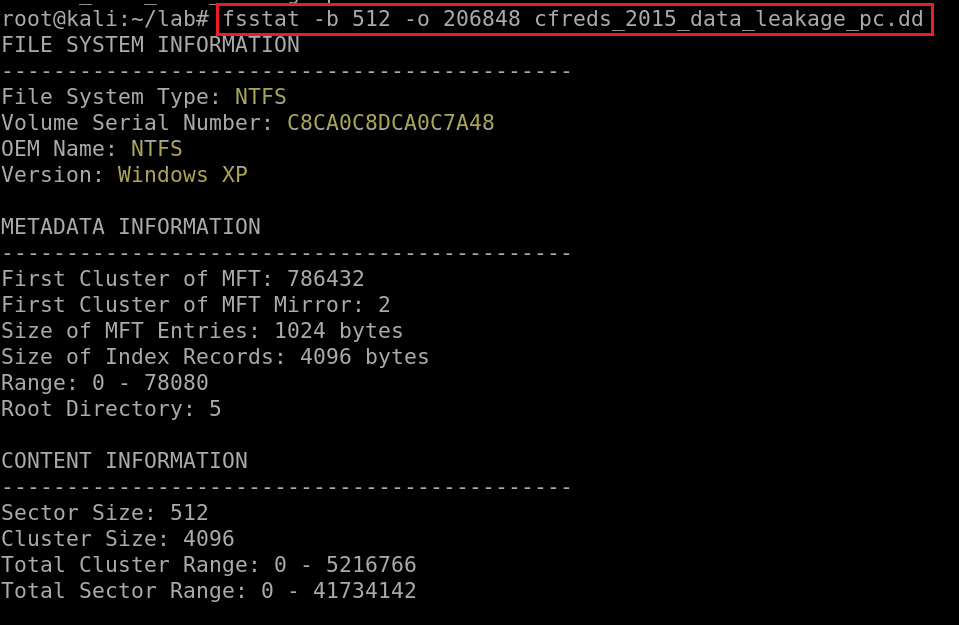 root@kali:~/lab# fsstat -b 512 -o 206848 cfreds_2015_data_leakage_pc.dd
FILE SYSTEM INFORMATION
--------------------------------------------
File System Type: NTFS
Volume Serial Number: C8CA0C8DCA0C7A48
OEM Name: NTFS
Version: Windows XP

METADATA INFORMATION
--------------------------------------------
First Cluster of MFT: 786432
First Cluster of MFT Mirror: 2
Size of MFT Entries: 1024 bytes
Size of Index Records: 4096 bytes
Range: 0 - 78080
Root Directory: 5

CONTENT INFORMATION
--------------------------------------------
Sector Size: 512
Cluster Size: 4096
Total Cluster Range: 0 - 5216766
Total Sector Range: 0 - 41734142